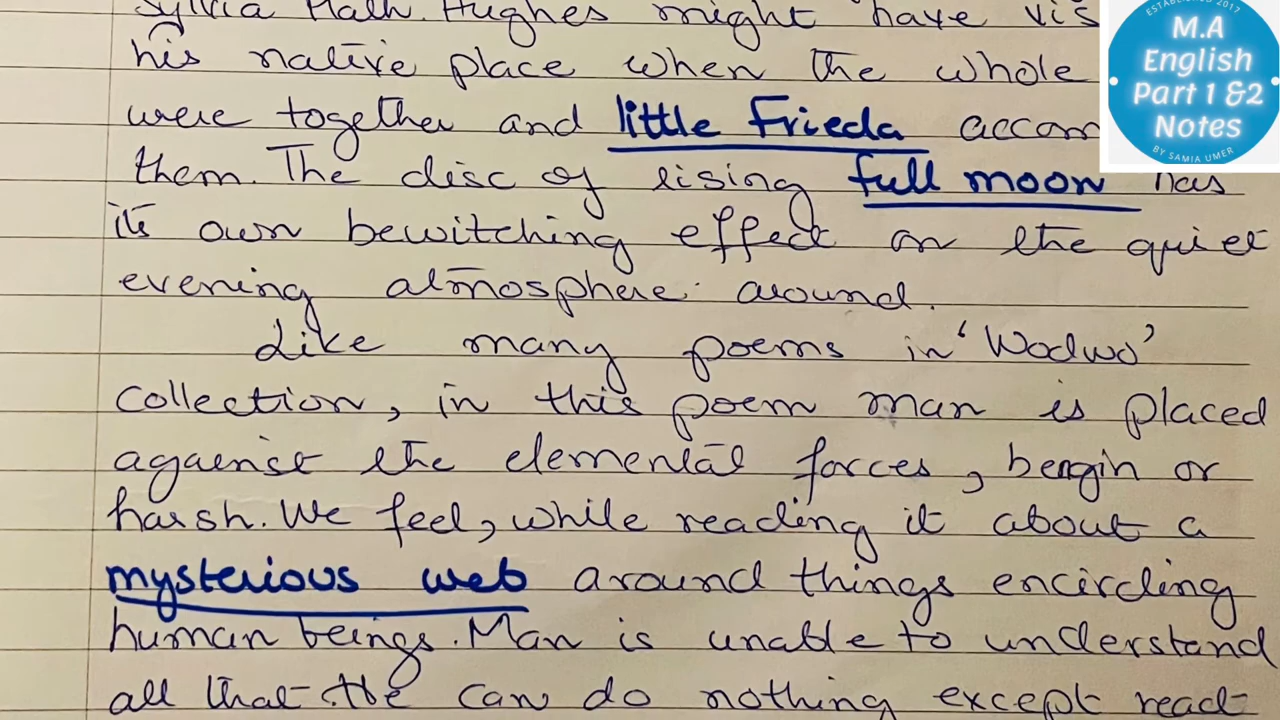 Sylvia Plath. Hughes might have vis
his native place when the whole
were together and little Frieda accom
them. The disc of rising full moon has
its own bewitching effect on the quiet
evening atmosphere around.
Like many poems in 'Wodwo'
collection, in this poem man is placed
against the elemental forces, bengin or
harsh. We feel, while reading it about a
mysterious web around things encircling
human beings. Man is unable to understand
all that the can do nothing except react
ESTABLISHED 2017
M.A
English
Part 1 &2
Notes
BY SAMIA UMER